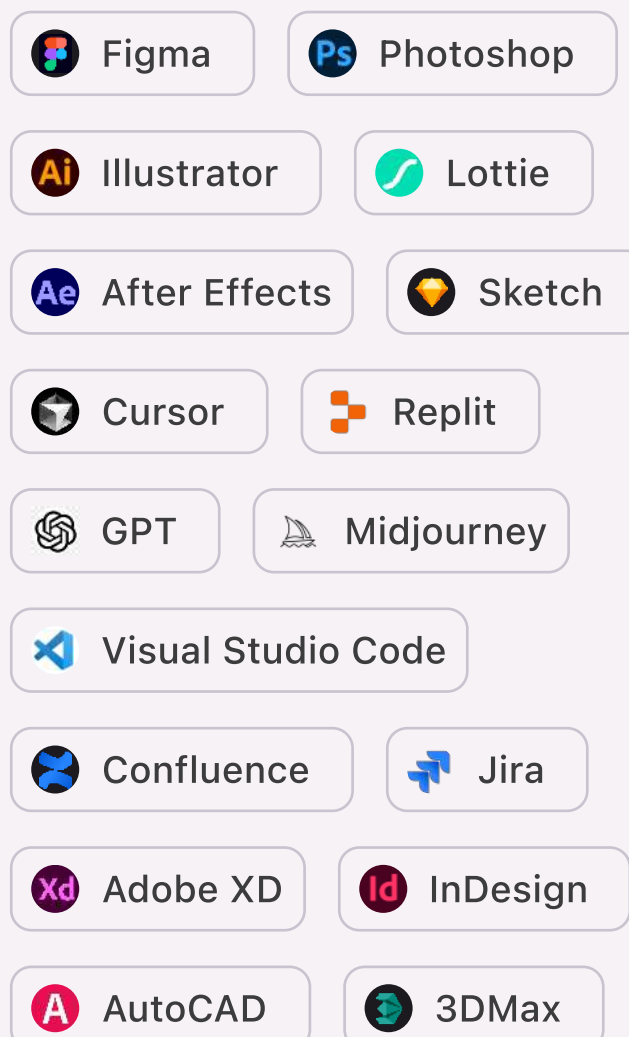 Figma Photoshop
Illustrator Lottie
After Effects Sketch
Cursor Replit
GPT Midjourney
Visual Studio Code
Confluence Jira
Adobe XD InDesign
AutoCAD 3DMax